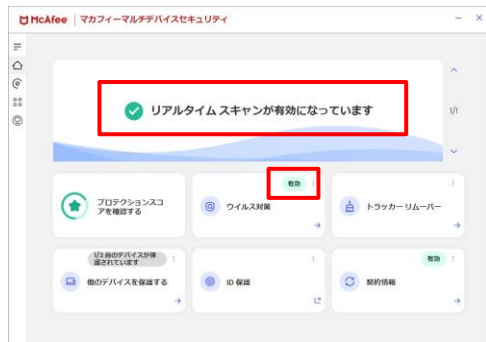 McAfee | マカフィーマルチデバイスセキュリティ
リアルタイム スキャンが有効になっています
1/1
プロテクションスコ
アを確認する
有効
ウイルス対策
トラッカー リムーバー
1/3 台のデバイスが保
護されています
他のデバイスを保護する
ID 保護
有効
契約情報